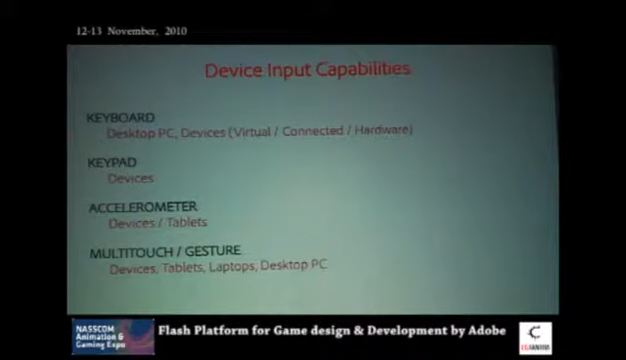 12-13 November, 2010
Device Input Capabilities
KEYBOARD
Desktop PC, Devices (Virtual / Connected / Hardware)
KEYPAD
Devices
ACCELEROMETER
Devices / Tablets
MULTITOUCH / GESTURE
Devices, Tablets, Laptops, Desktop PC
NASSCOM
Animation &
Gaming Expo
Flash Platform for Game design & Development by Adobe